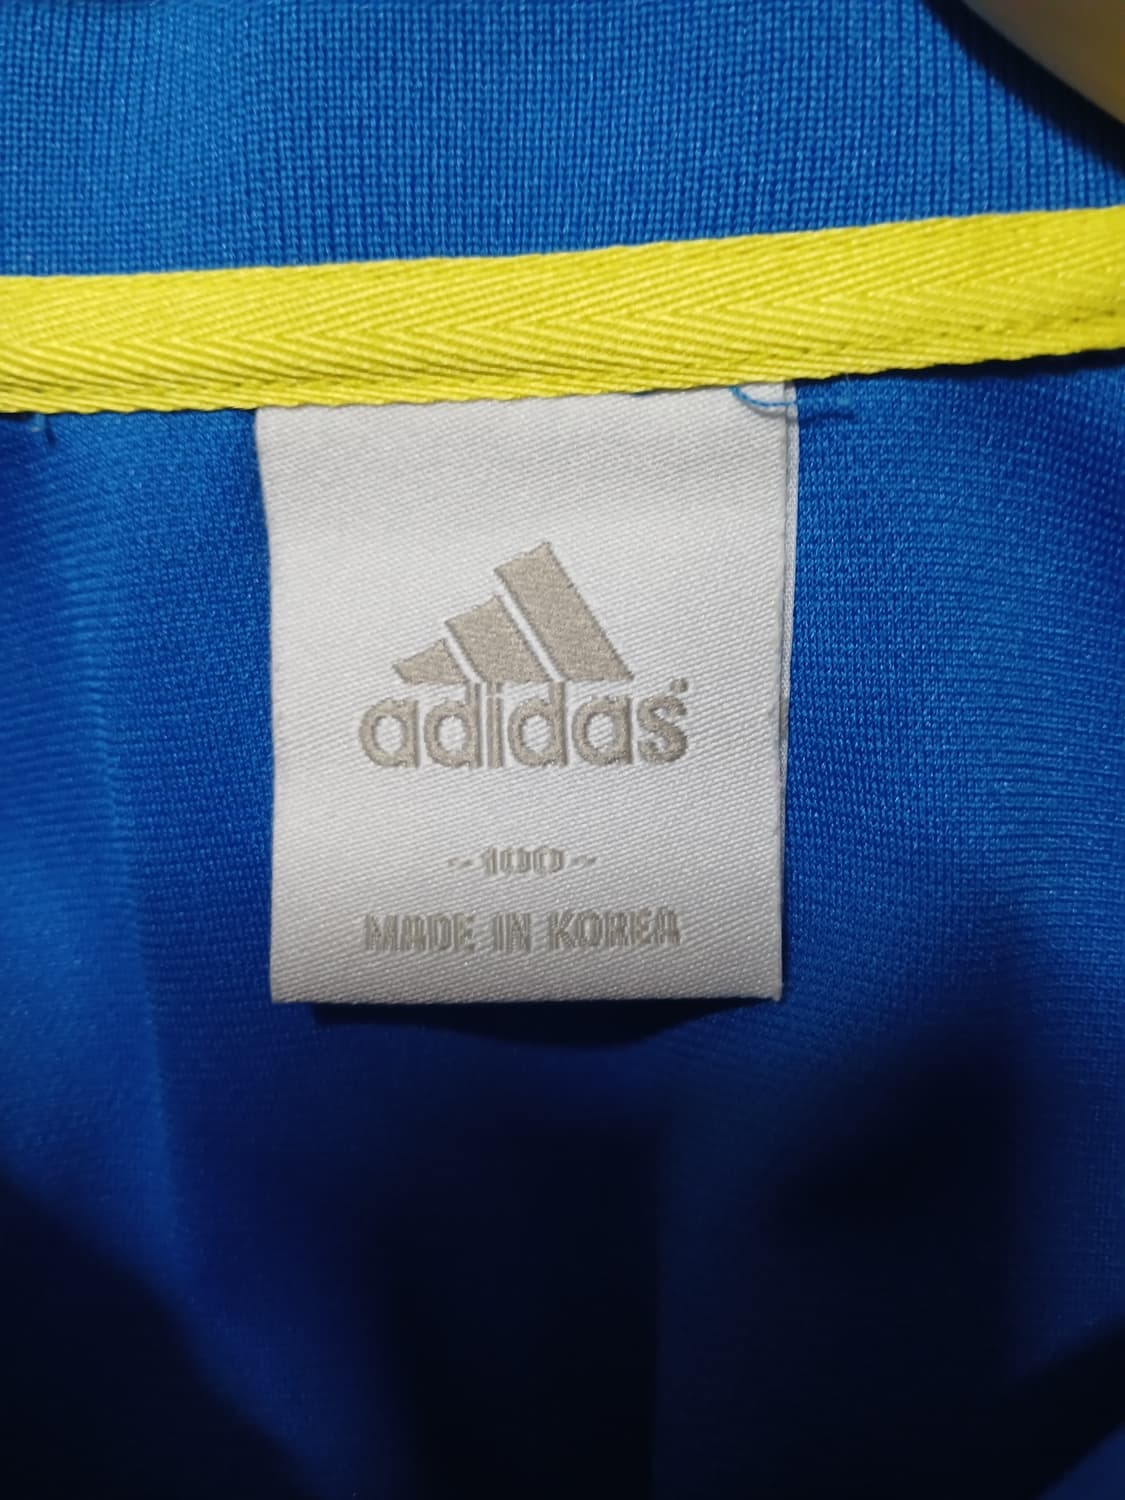 adidas®
-100-
MADE IN KOREA